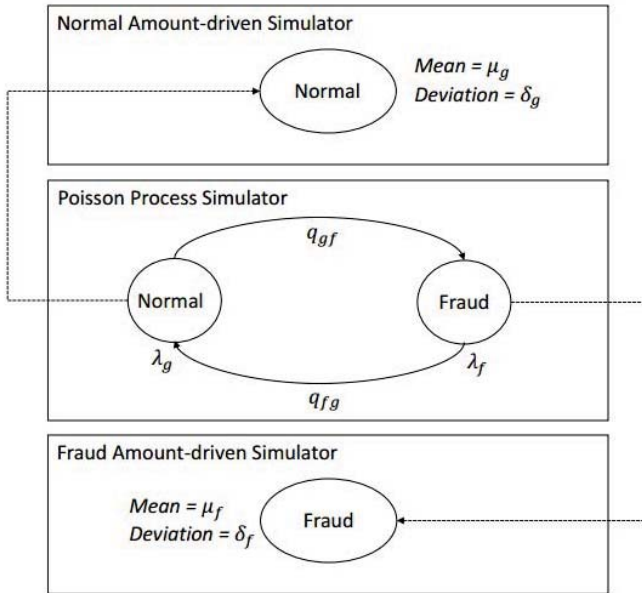 Normal Amount-driven Simulator
Normal
Mean = μg
Deviation = δg
Poisson Process Simulator
qgf
Normal
Fraud
λg
λf
qfg
Fraud Amount-driven Simulator
Mean = μf
Deviation = δf
Fraud